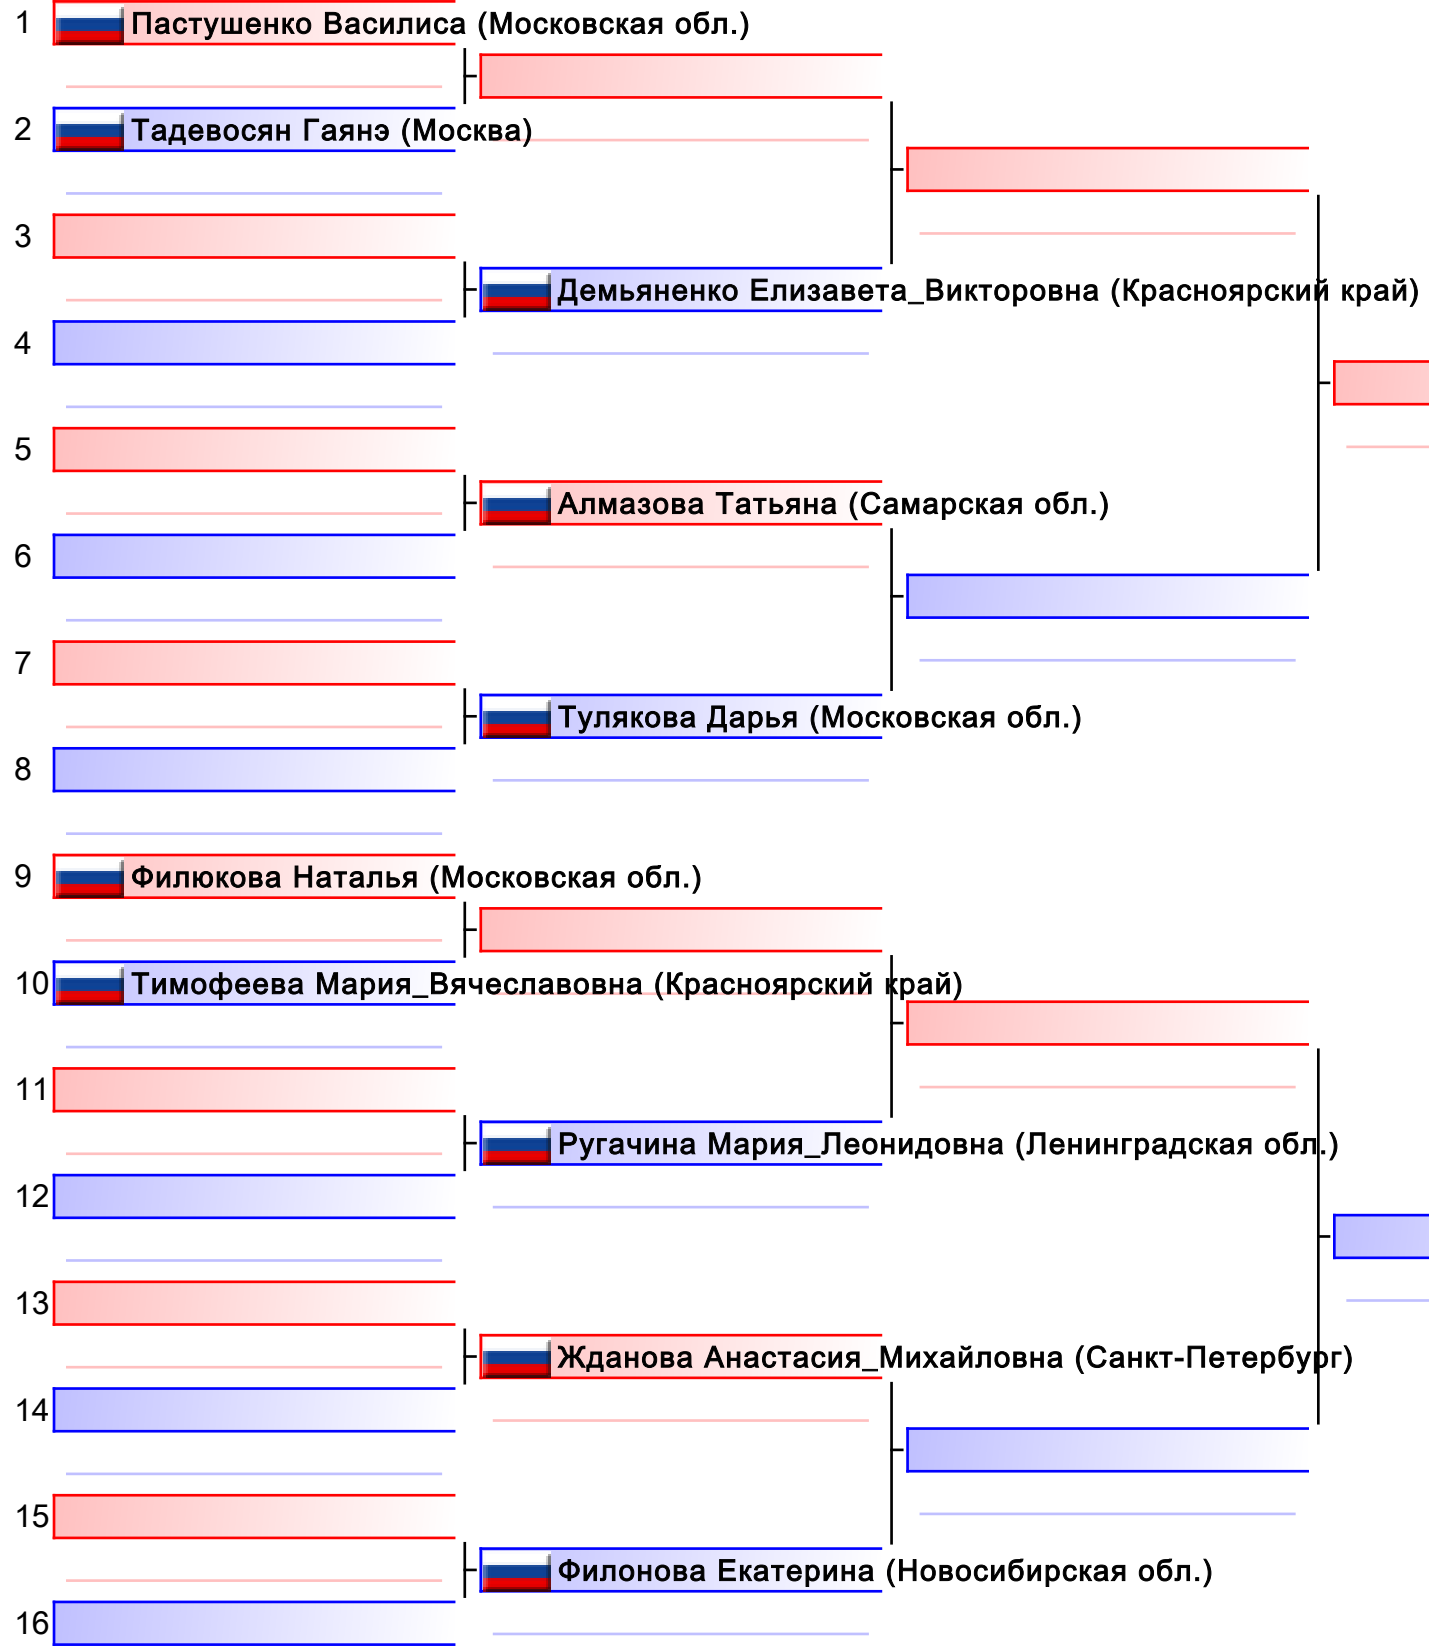 1 Пастушенко Василиса (Московская обл.)
2 Тадевосян Гаянэ (Москва)
3
Демьяненко Елизавета_Викторовна (Красноярский край)
4
5
Алмазова Татьяна (Самарская обл.)
6
7
Тулякова Дарья (Московская обл.)
8
9 Филюкова Наталья (Московская обл.)
10 Тимофеева Мария_Вячеславовна (Красноярский край)
11
Ругачина Мария_Леонидовна (Ленинградская обл.)
12
13
Жданова Анастасия_Михайловна (Санкт-Петербург)
14
15
Филонова Екатерина (Новосибирская обл.)
16